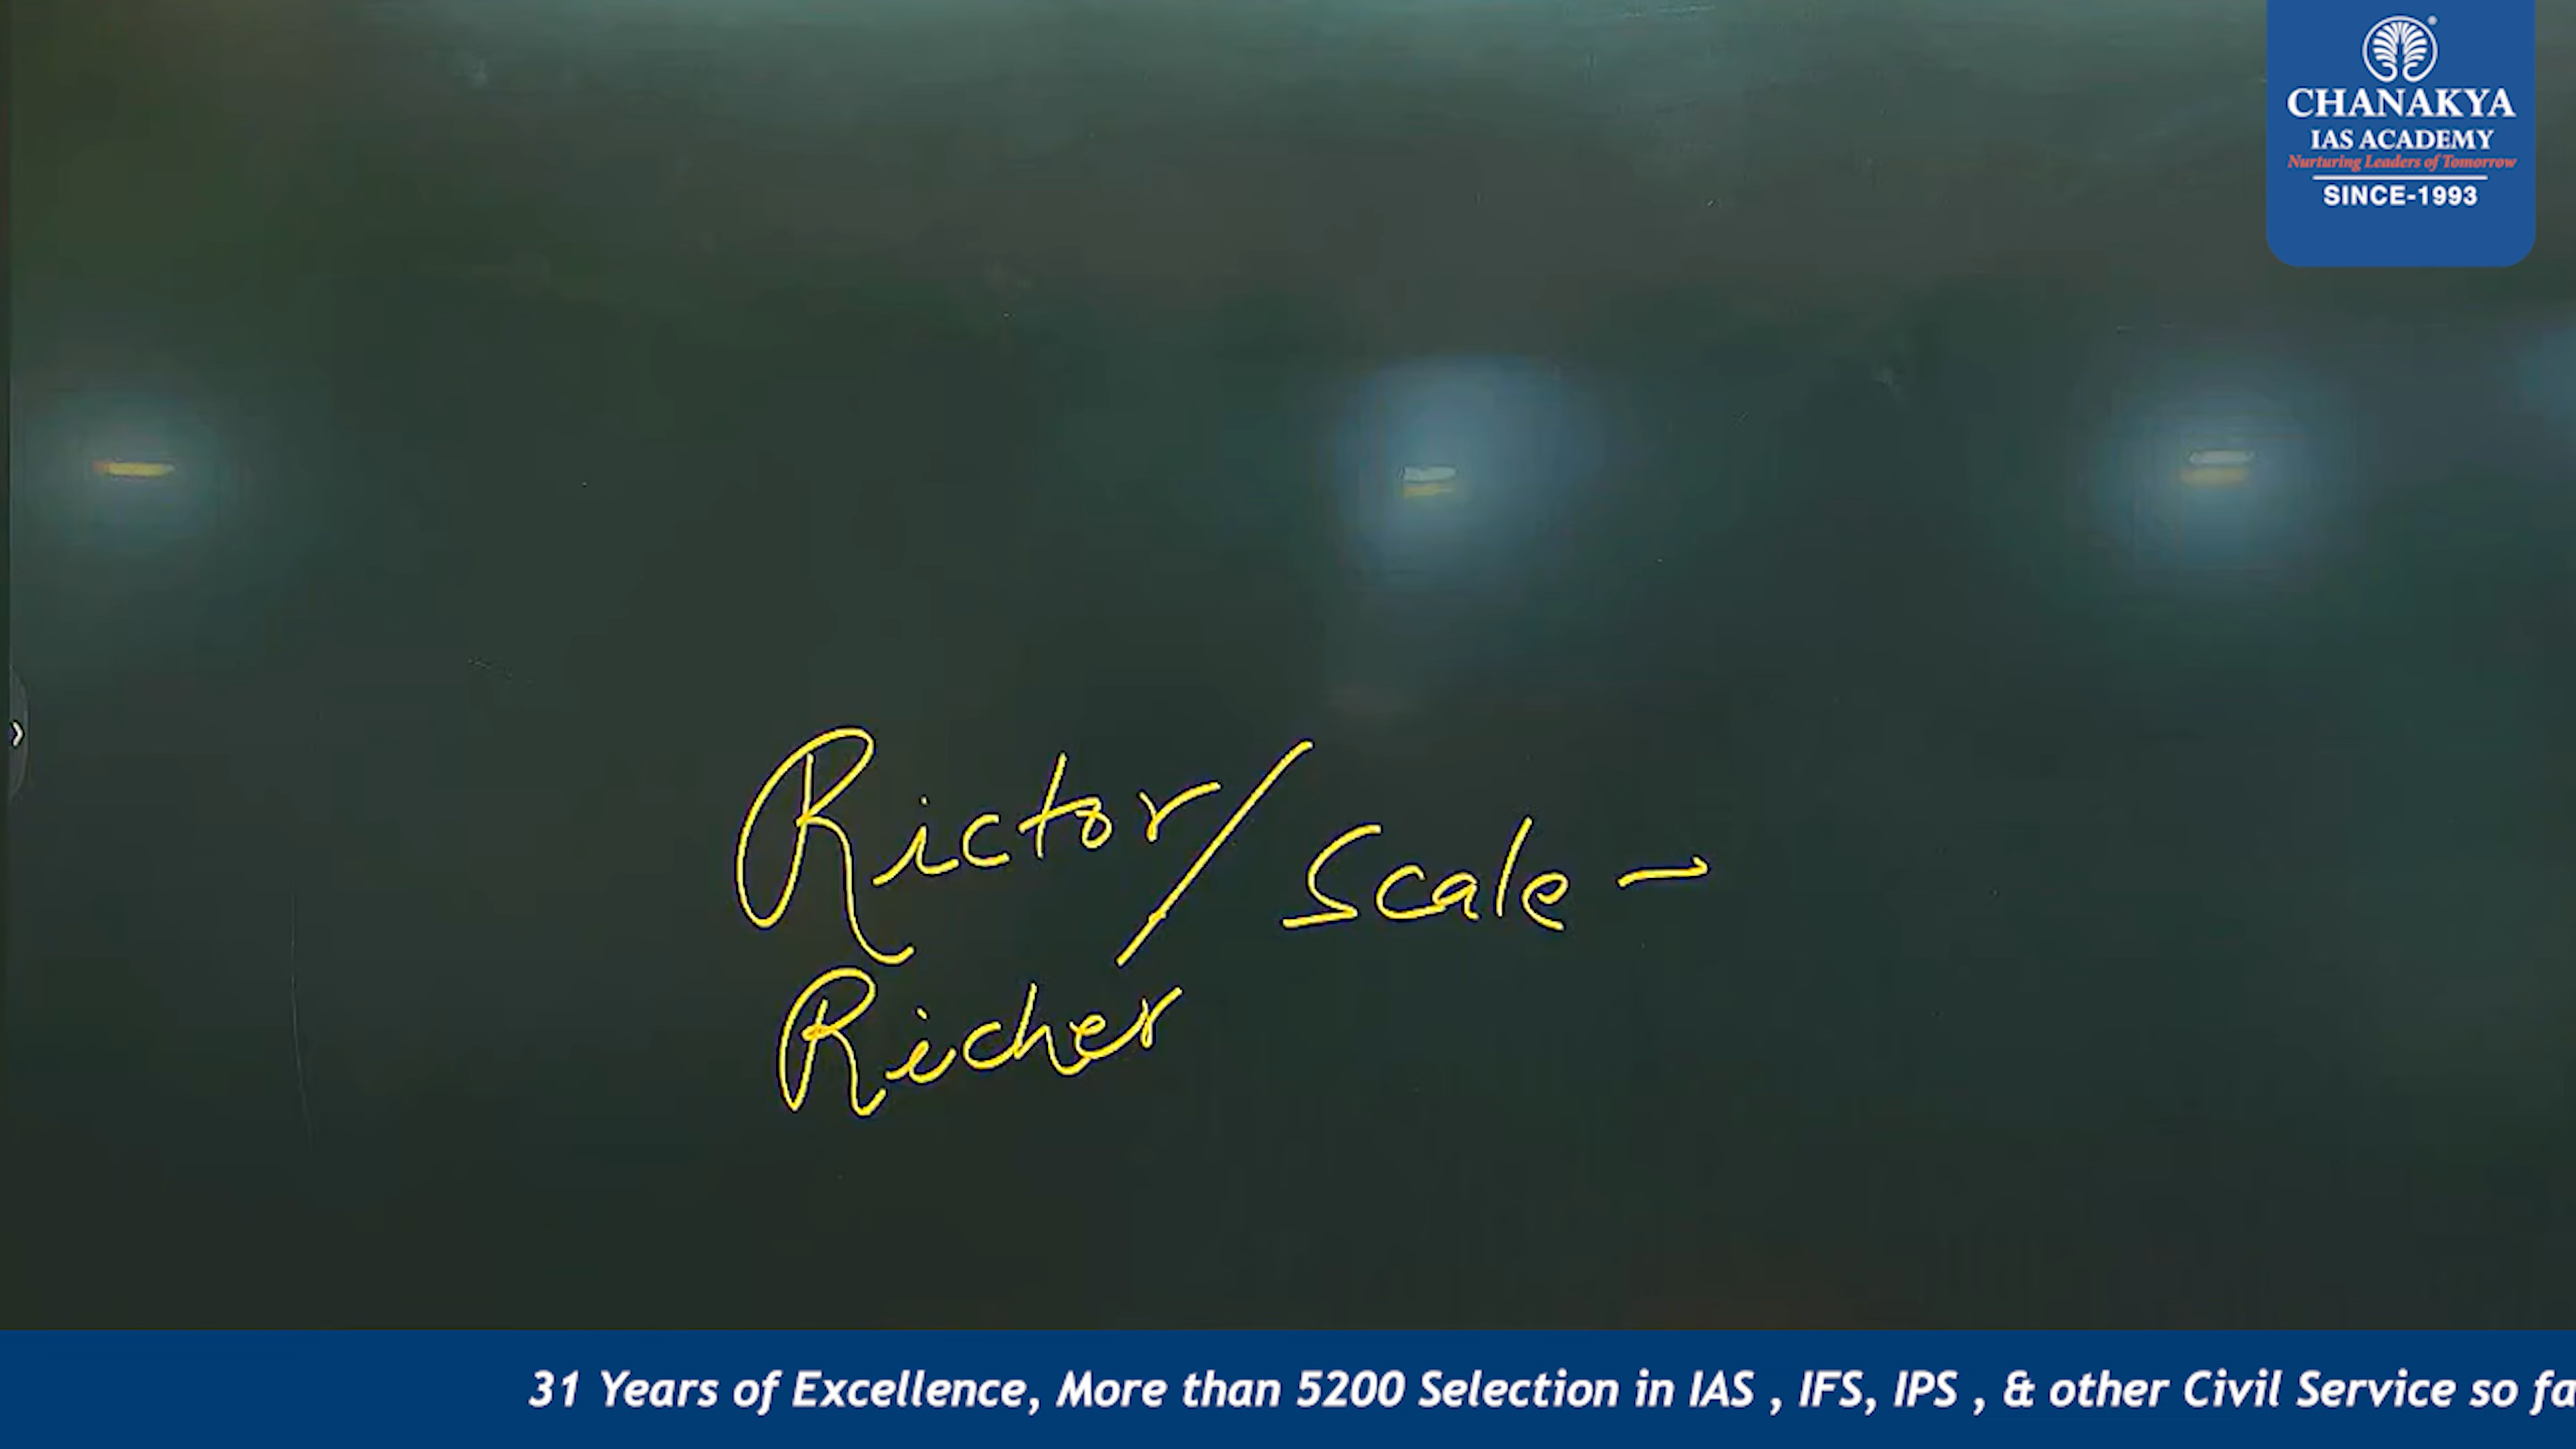 CHANAKYA
IAS ACADEMY
Nurturing Leaders of Tomorrow
SINCE-1993
Rictor/ Scale →
Richer
31 Years of Excellence, More than 5200 Selection in IAS , IFS, IPS , & other Civil Service so fa